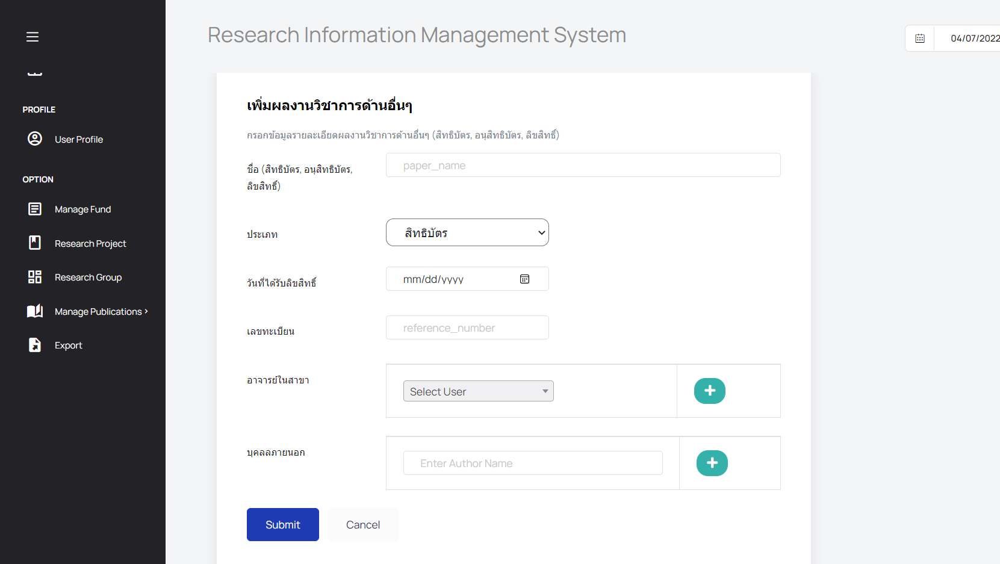 Research Information Management System
04/07/2022
PROFILE
User Profile
OPTION
Manage Fund
Research Project
Research Group
Manage Publications
Export
เพิ่มผลงานวิชาการด้านอื่นๆ
กรอกข้อมูลรายละเอียดผลงานวิชาการด้านอื่นๆ (สิทธิบัตร, อนุสิทธิบัตร, ลิขสิทธิ์)
ชื่อ (สิทธิบัตร, อนุสิทธิบัตร,
ลิขสิทธิ์)
paper_name
ประเภท
สิทธิบัตร
วันที่ได้รับลิขสิทธิ์
mm/dd/yyyy
เลขทะเบียน
reference_number
อาจารย์ในสาขา
Select User
บุคลลภายนอก
Enter Author Name
Submit
Cancel